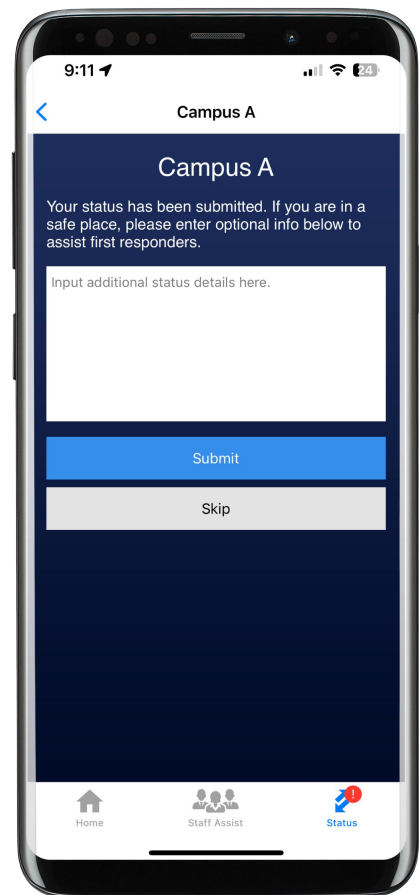 9:11
24
Campus A
Campus A
Your status has been submitted. If you are in a
safe place, please enter optional info below to
assist first responders.
Input additional status details here.
Submit
Skip
!
Home
Staff Assist
Status